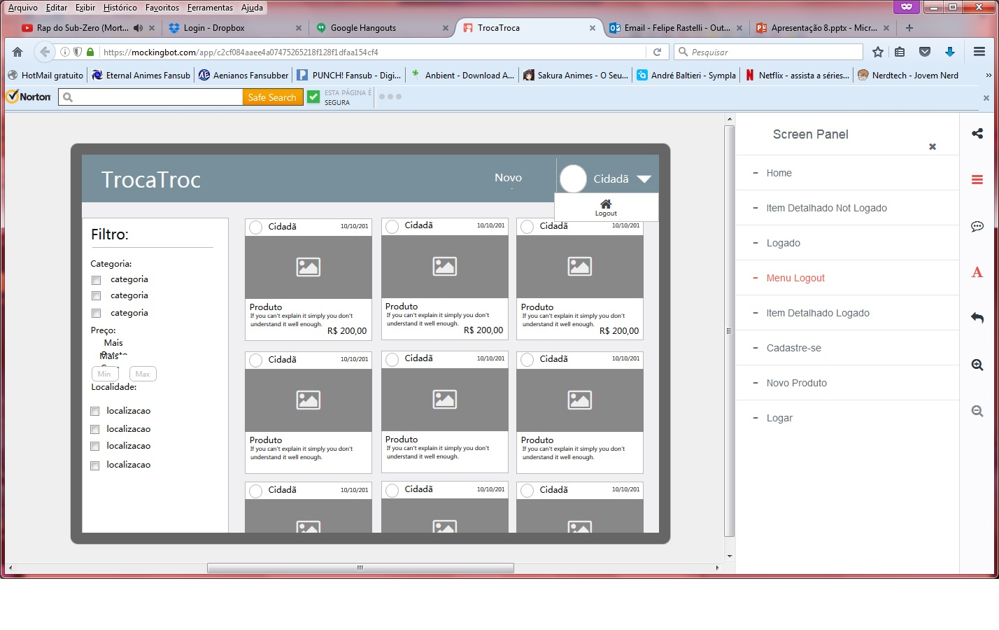 Arquivo Editar Exibir Histórico Favoritos Ferramentas Ajuda
Rap do Sub-Zero (Mort... Login - Dropbox Google Hangouts TrocaTroca Email - Felipe Rastelli - Out... Apresentação 8.pptx - Micr...
https://mockingbot.com/app/c2cf084aaee4a07475265218f128f1dfaa154cf4 Pesquisar
HotMail gratuito Eternal Animes Fansub Aenianos Fansubber PUNCH! Fansub - Digi... Anbient - Download A... Sakura Animes - O Seu... André Baltieri - Sympla Netflix - assista a séries... Nerdtech - Jovem Nerd
Norton Safe Search ESTA PÁGINA É
SEGURA
TrocaTroc Novo Cidadã
Logout
Filtro:
Categoria:
categoria
categoria
categoria
Preço:
Mais
Mais
Min Max
Localidade:
localizacao
localizacao
localizacao
localizacao
Cidadã 10/10/201 Cidadã 10/10/201 Cidadã 10/10/201
Produto Produto Produto
If you can't explain it simply you don't If you can't explain it simply you don't If you can't explain it simply you don't
understand it well enough. understand it well enough. understand it well enough.
R$ 200,00 R$ 200,00 R$ 200,00
Cidadã 10/10/201 Cidadã 10/10/201 Cidadã 10/10/201
Produto Produto Produto
If you can't explain it simply you don't If you can't explain it simply you don't If you can't explain it simply you don't
understand it well enough. understand it well enough. understand it well enough.
Cidadã 10/10/201 Cidadã 10/10/201 Cidadã 10/10/201
Screen Panel
Home
Item Detalhado Not Logado
Logado
Menu Logout
Item Detalhado Logado
Cadastre-se
Novo Produto
Logar
A